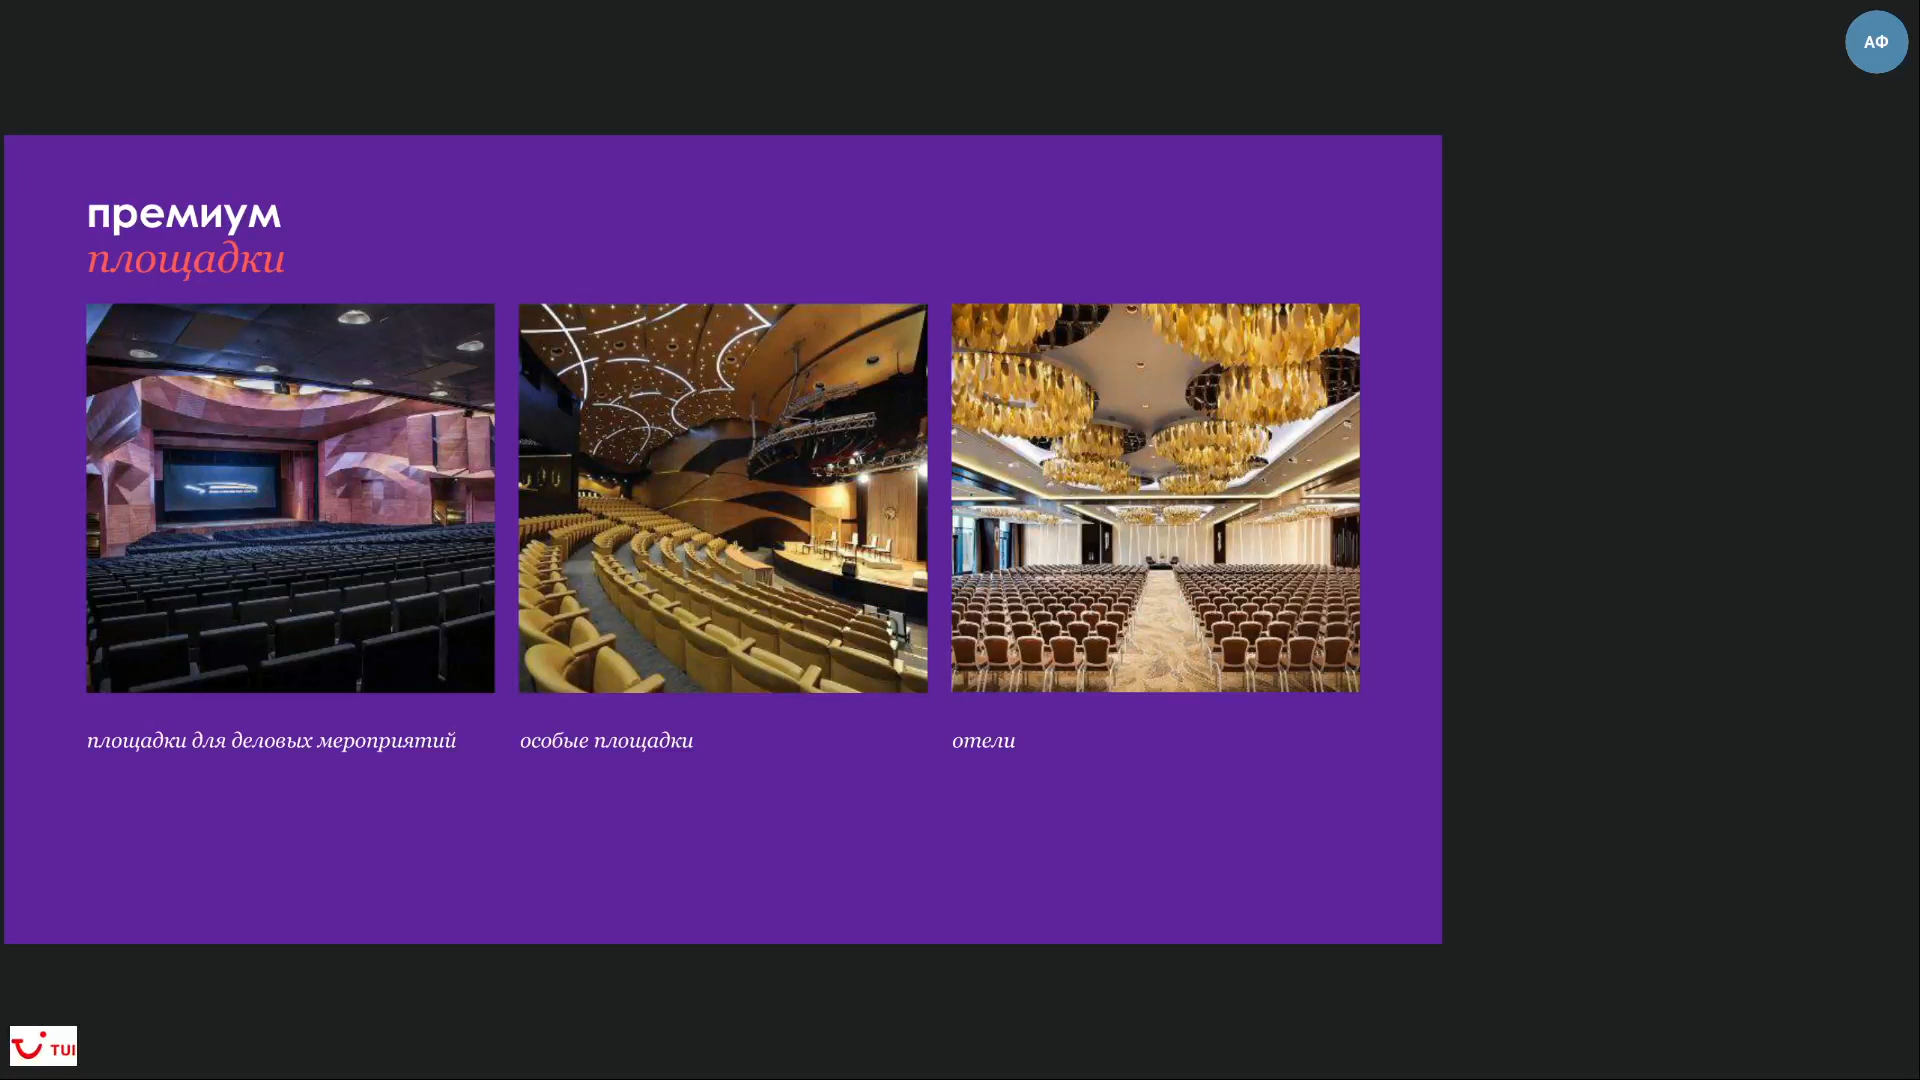 АФ
премиум
площадки
площадки для деловых мероприятий
особые площадки
отели
TUI